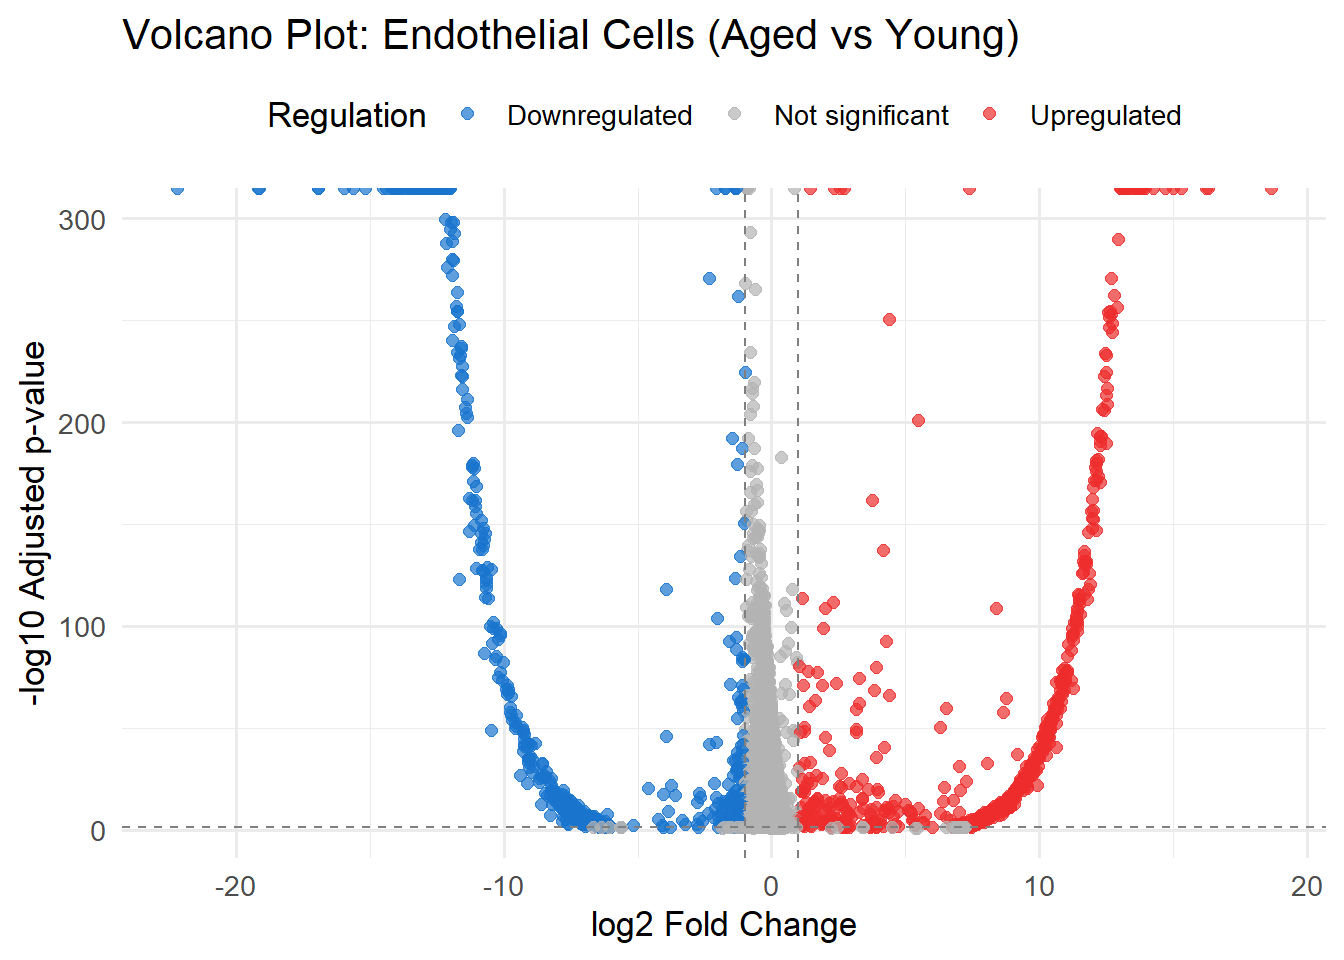 Volcano Plot: Endothelial Cells (Aged vs Young)
Regulation Downregulated Not significant Upregulated
300
200
100
0
-log10 Adjusted p-value
-20 -10 0 10 20
log2 Fold Change